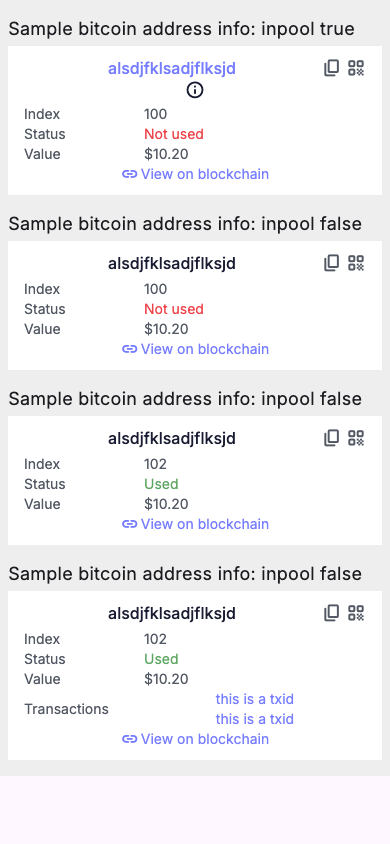 Sample bitcoin address info: inpool true
alsdjfklsadjflksjd
Index 100
Status Not used
Value $10.20
View on blockchain
Sample bitcoin address info: inpool false
alsdjfklsadjflksjd
Index 100
Status Not used
Value $10.20
View on blockchain
Sample bitcoin address info: inpool false
alsdjfklsadjflksjd
Index 102
Status Used
Value $10.20
View on blockchain
Sample bitcoin address info: inpool false
alsdjfklsadjflksjd
Index 102
Status Used
Value $10.20
Transactions
this is a txid
this is a txid
View on blockchain